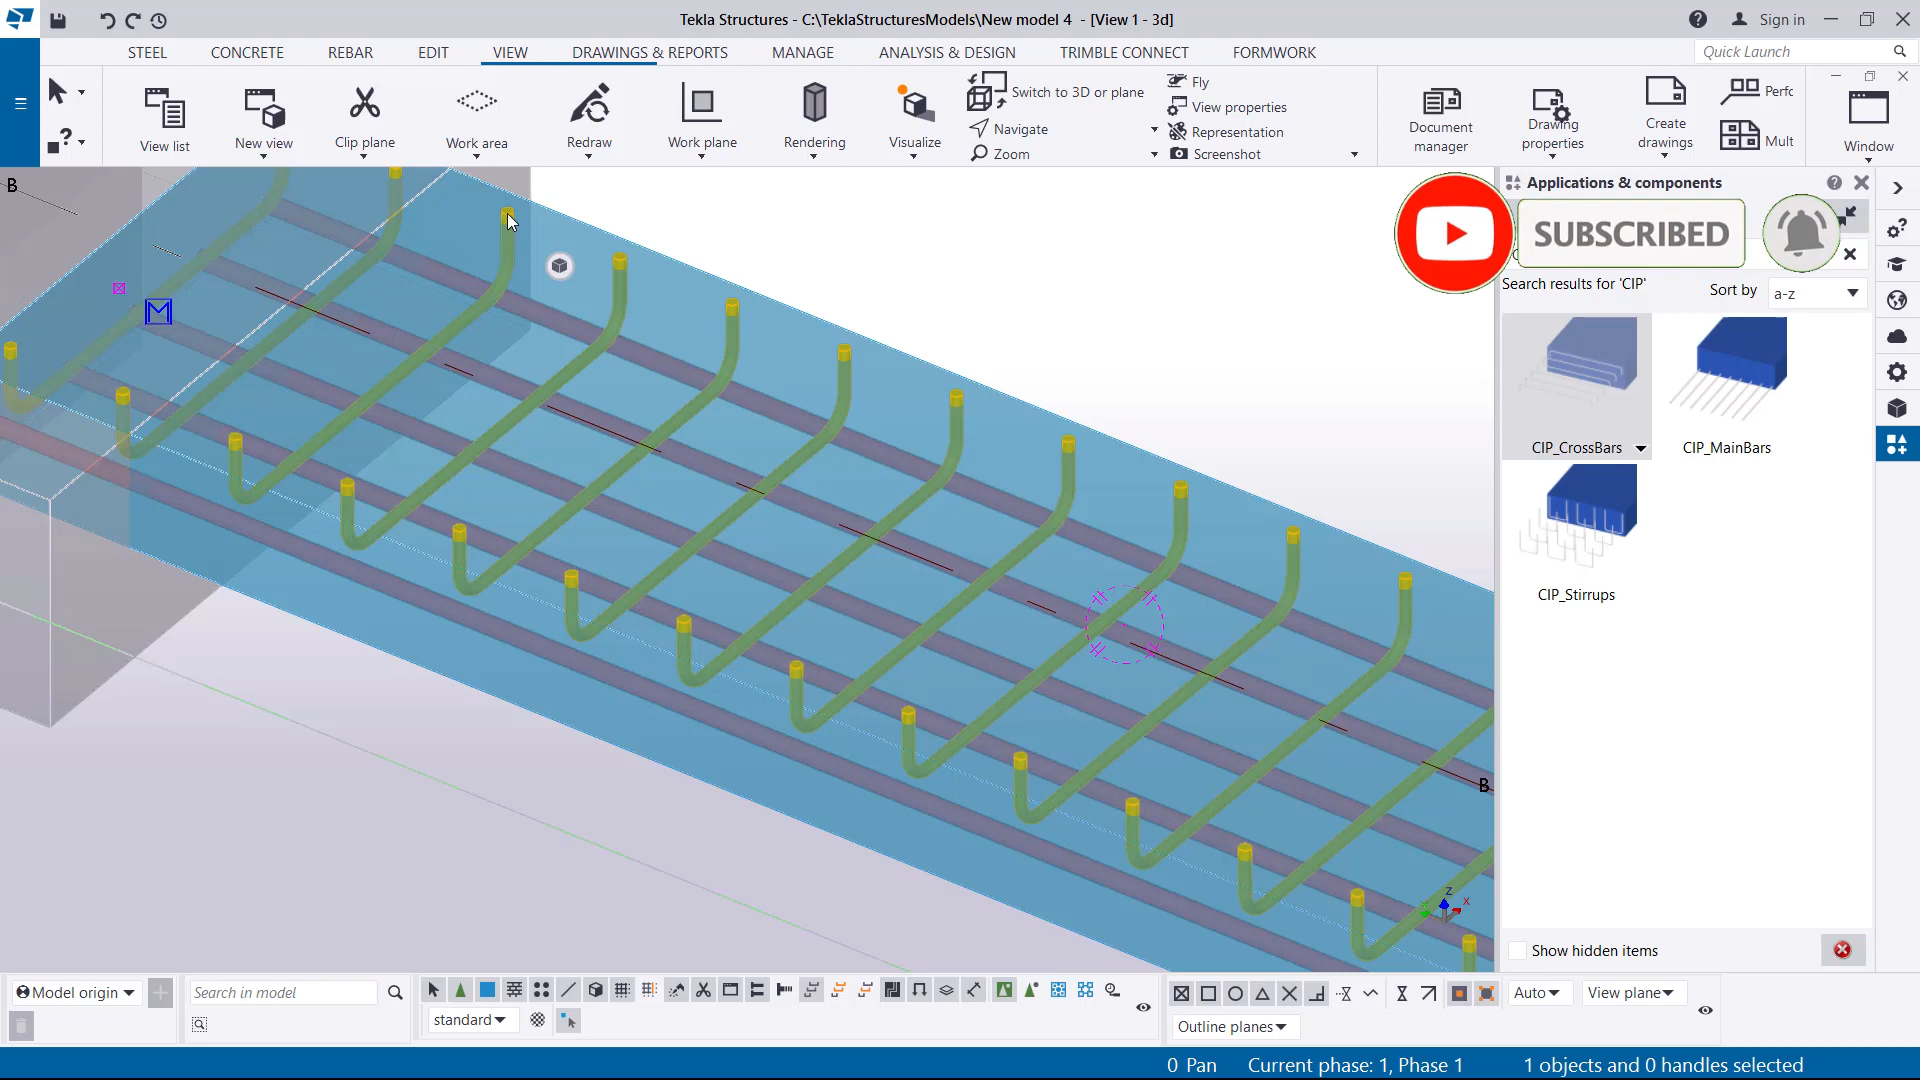 Tekla Structures - C:\TeklaStructuresModels\New model 4 - [View 1 - 3d]
Sign in
STEEL CONCRETE REBAR EDIT VIEW DRAWINGS & REPORTS MANAGE ANALYSIS & DESIGN TRIMBLE CONNECT FORMWORK
Quick Launch
View list
New view
Clip plane
Work area
Redraw
Work plane
Rendering
Visualize
Switch to 3D or plane
Navigate
Zoom
Fly
View properties
Representation
Screenshot
Document manager
Drawing properties
Create drawings
Perfc
Mult
Window
Applications & components
SUBSCRIBED
Search results for 'CIP'
Sort by a-z
CIP_CrossBars
CIP_MainBars
CIP_Stirrups
B
M
B
Z
X
Show hidden items
Model origin
Search in model
standard
Auto
View plane
Outline planes
0 Pan Current phase: 1, Phase 1 1 objects and 0 handles selected